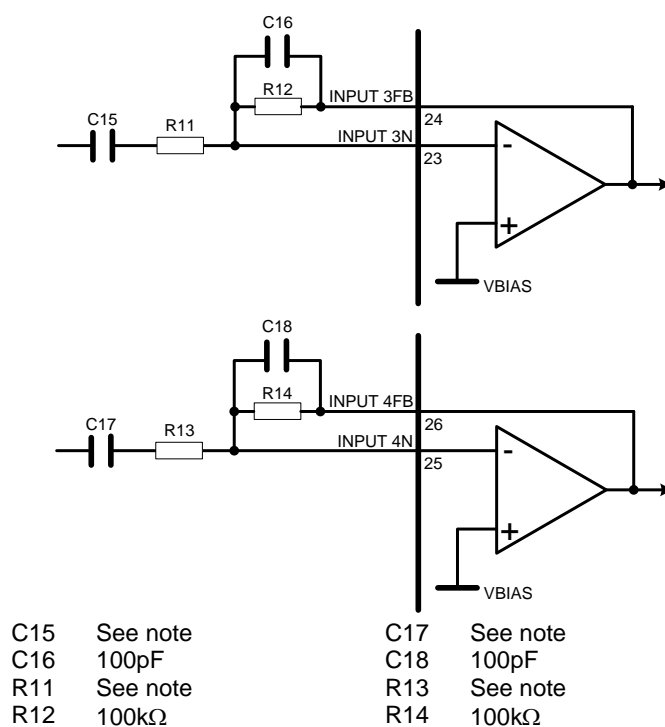 C16
R12
INPUT 3FB
C15
R11
24
INPUT 3N
23
-
+
VBIAS
C18
R14
INPUT 4FB
C17
R13
26
INPUT 4N
25
-
+
VBIAS
C15 See note C17 See note
C16 100pF C18 100pF
R11 See note R13 See note
R12 100kΩ R14 100kΩ